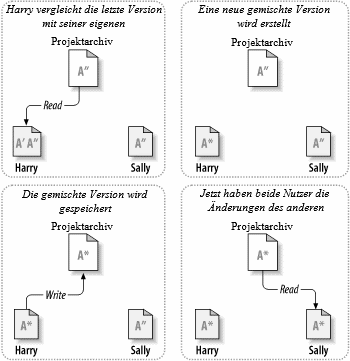 Harry vergleicht die letzte Version
mit seiner eigenen
Projektarchiv
A″
Read
A′ A″
A″
Harry
Sally
Eine neue gemischte Version
wird erstellt
Projektarchiv
A″
A*
A″
Harry
Sally
Die gemischte Version wird
gespeichert
Projektarchiv
A*
Write
A*
A″
Harry
Sally
Jetzt haben beide Nutzer die
Änderungen des anderen
Projektarchiv
A*
Read
A*
A*
Harry
Sally